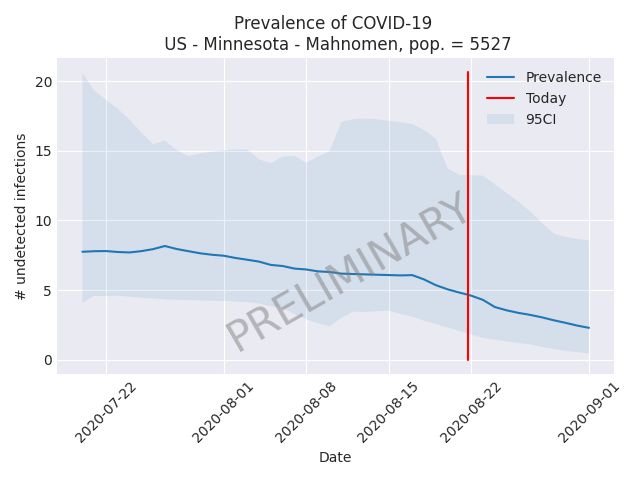 Prevalence of COVID-19
US - Minnesota - Mahnomen, pop. = 5527
Prevalence
Today
95CI
20
15
10
5
0
# undetected infections
PRELIMINARY
2020-07-22
2020-08-01
2020-08-08
2020-08-15
2020-08-22
2020-09-01
Date